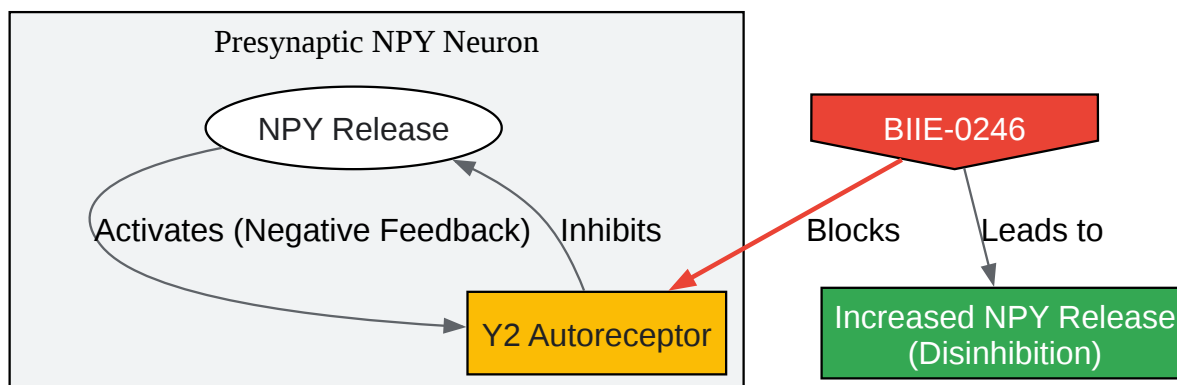 Presynaptic NPY Neuron
NPY Release
BIIE-0246
Activates (Negative Feedback)
Inhibits
Blocks
Leads to
Y2 Autoreceptor
Increased NPY Release
(Disinhibition)